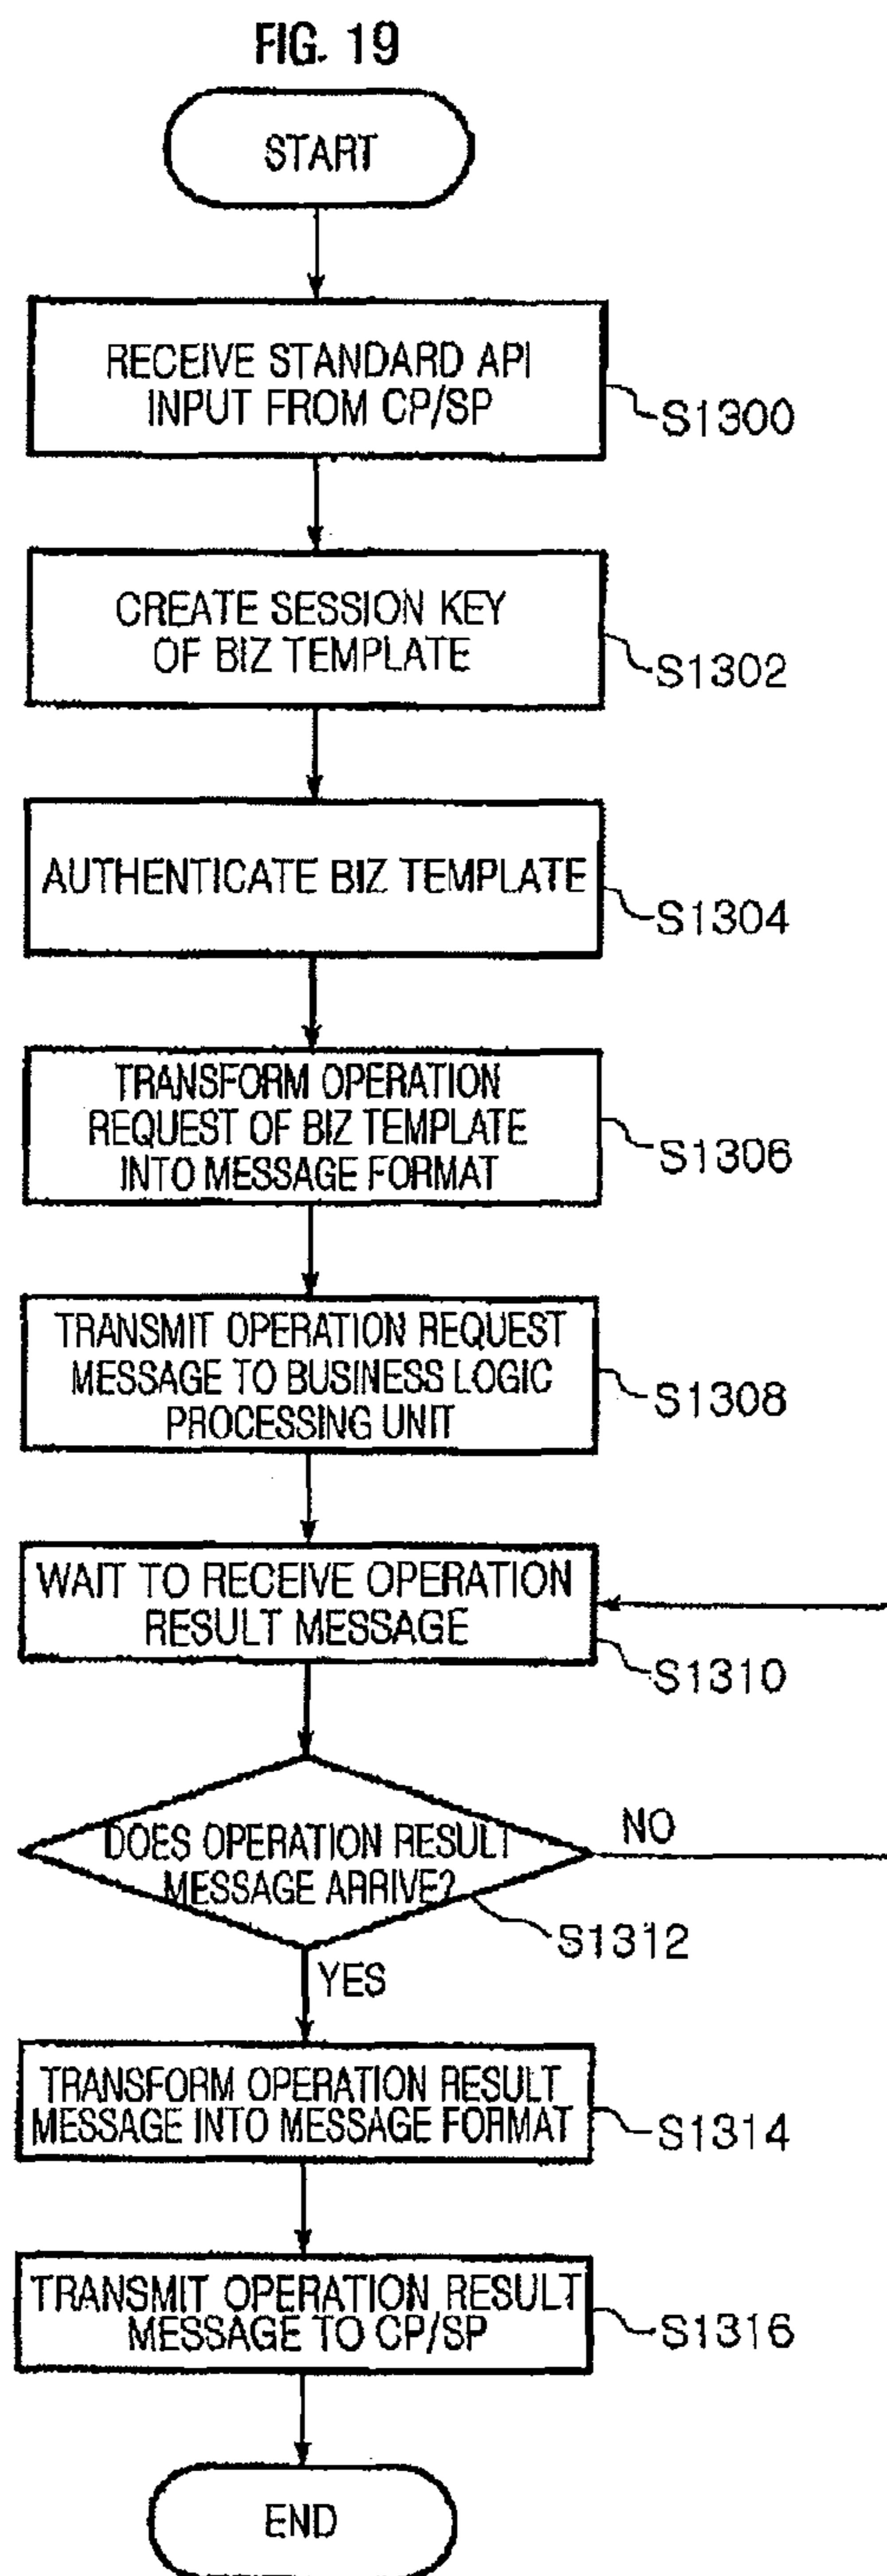 FIG. 19
START
RECEIVE STANDARD API
INPUT FROM CP/SP
S1300
CREATE SESSION KEY
OF BIZ TEMPLATE
S1302
AUTHENTICATE BIZ TEMPLATE
S1304
TRANSFORM OPERATION
REQUEST OF BIZ TEMPLATE
INTO MESSAGE FORMAT
S1306
TRANSMIT OPERATION REQUEST
MESSAGE TO BUSINESS LOGIC
PROCESSING UNIT
S1308
WAIT TO RECEIVE OPERATION
RESULT MESSAGE
S1310
DOES OPERATION RESULT
MESSAGE ARRIVE?
NO
S1312
YES
TRANSFORM OPERATION RESULT
MESSAGE INTO MESSAGE FORMAT
S1314
TRANSMIT OPERATION RESULT
MESSAGE TO CP/SP
S1316
END